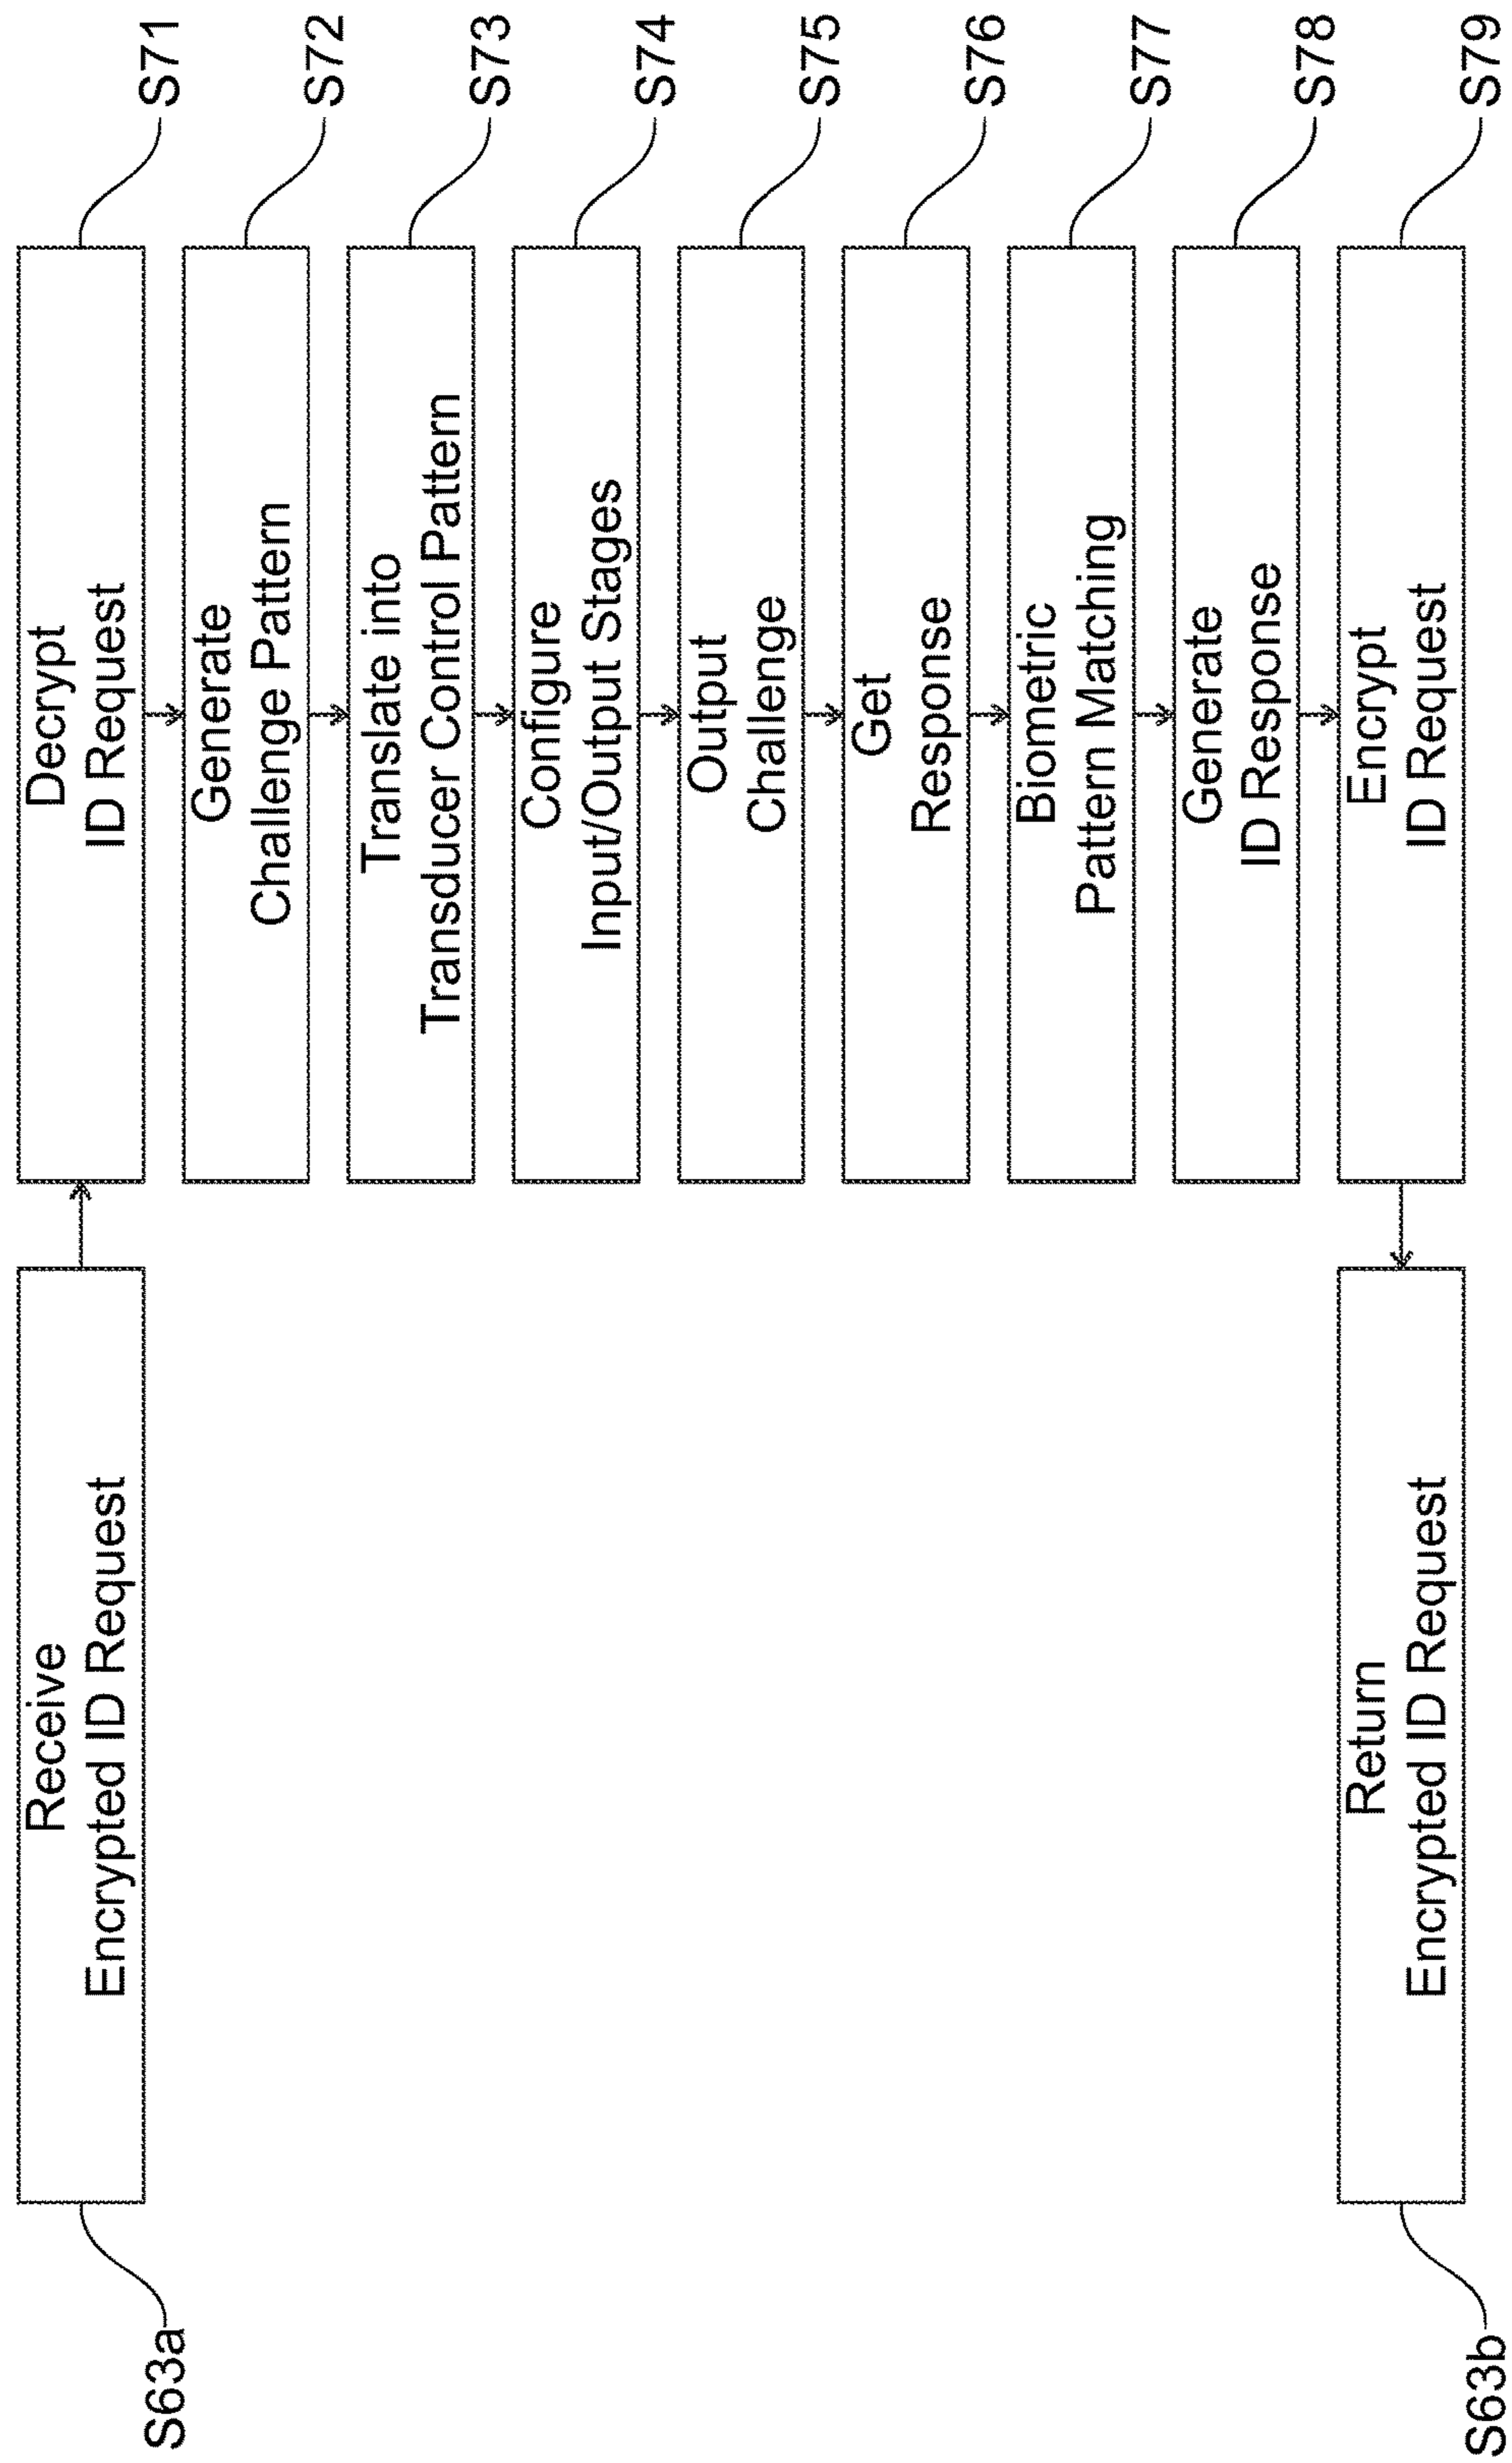 Receive
Encrypted ID Request
S63a
Decrypt
ID Request
S71
Generate
Challenge Pattern
S72
Translate into
Transducer Control Pattern
S73
Configure
Input/Output Stages
S74
Output
Challenge
S75
Get
Response
S76
Biometric
Pattern Matching
S77
Generate
ID Response
S78
Encrypt
ID Request
S79
Return
Encrypted ID Request
S63b